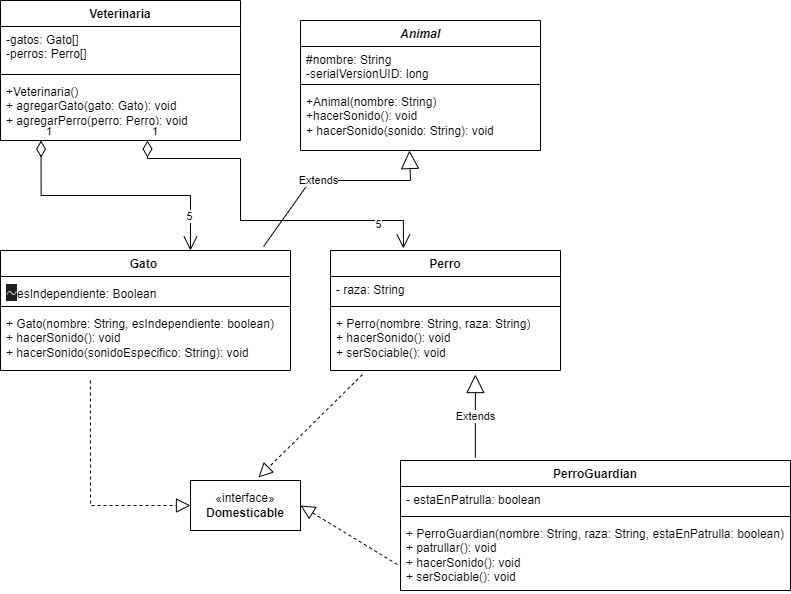 Veterinaria
-gatos: Gato[]
-perros: Perro[]
+Veterinaria()
+ agregarGato(gato: Gato): void
+ agregarPerro(perro: Perro): void
1
1
Animal
#nombre: String
-serialVersionUID: long
+Animal(nombre: String)
+hacerSonido(): void
+ hacerSonido(sonido: String): void
Extends
5
5
Gato
~esIndependiente: Boolean
+ Gato(nombre: String, esIndependiente: boolean)
+ hacerSonido(): void
+ hacerSonido(sonidoEspecifico: String): void
Perro
- raza: String
+ Perro(nombre: String, raza: String)
+ hacerSonido(): void
+ serSociable(): void
Extends
«interface»
Domesticable
PerroGuardian
- estaEnPatrulla: boolean
+ PerroGuardian(nombre: String, raza: String, estaEnPatrulla: boolean)
+ patrullar(): void
+ hacerSonido(): void
+ serSociable(): void